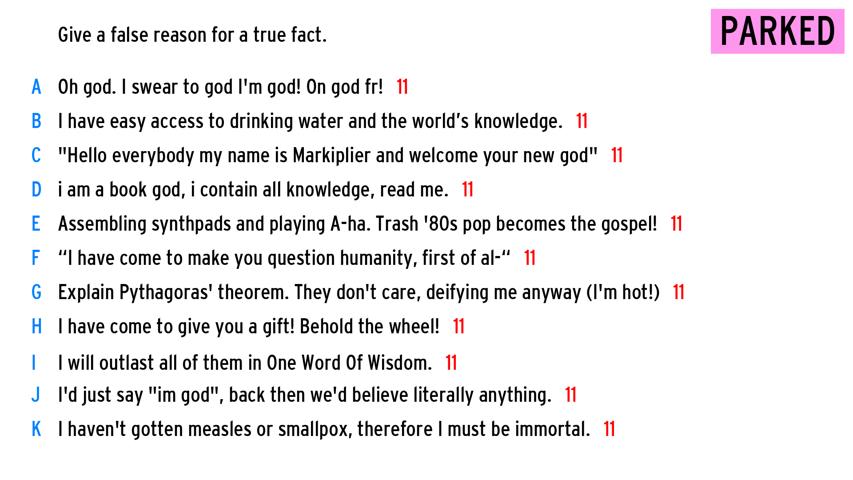 Give a false reason for a true fact.
PARKED
A Oh god. I swear to god I'm god! On god fr! 11
B I have easy access to drinking water and the world’s knowledge. 11
C "Hello everybody my name is Markiplier and welcome your new god" 11
D i am a book god, i contain all knowledge, read me. 11
E Assembling synthpads and playing A-ha. Trash '80s pop becomes the gospel! 11
F “I have come to make you question humanity, first of al-“ 11
G Explain Pythagoras' theorem. They don't care, deifying me anyway (I'm hot!) 11
H I have come to give you a gift! Behold the wheel! 11
I I will outlast all of them in One Word Of Wisdom. 11
J I'd just say "im god", back then we'd believe literally anything. 11
K I haven't gotten measles or smallpox, therefore I must be immortal. 11